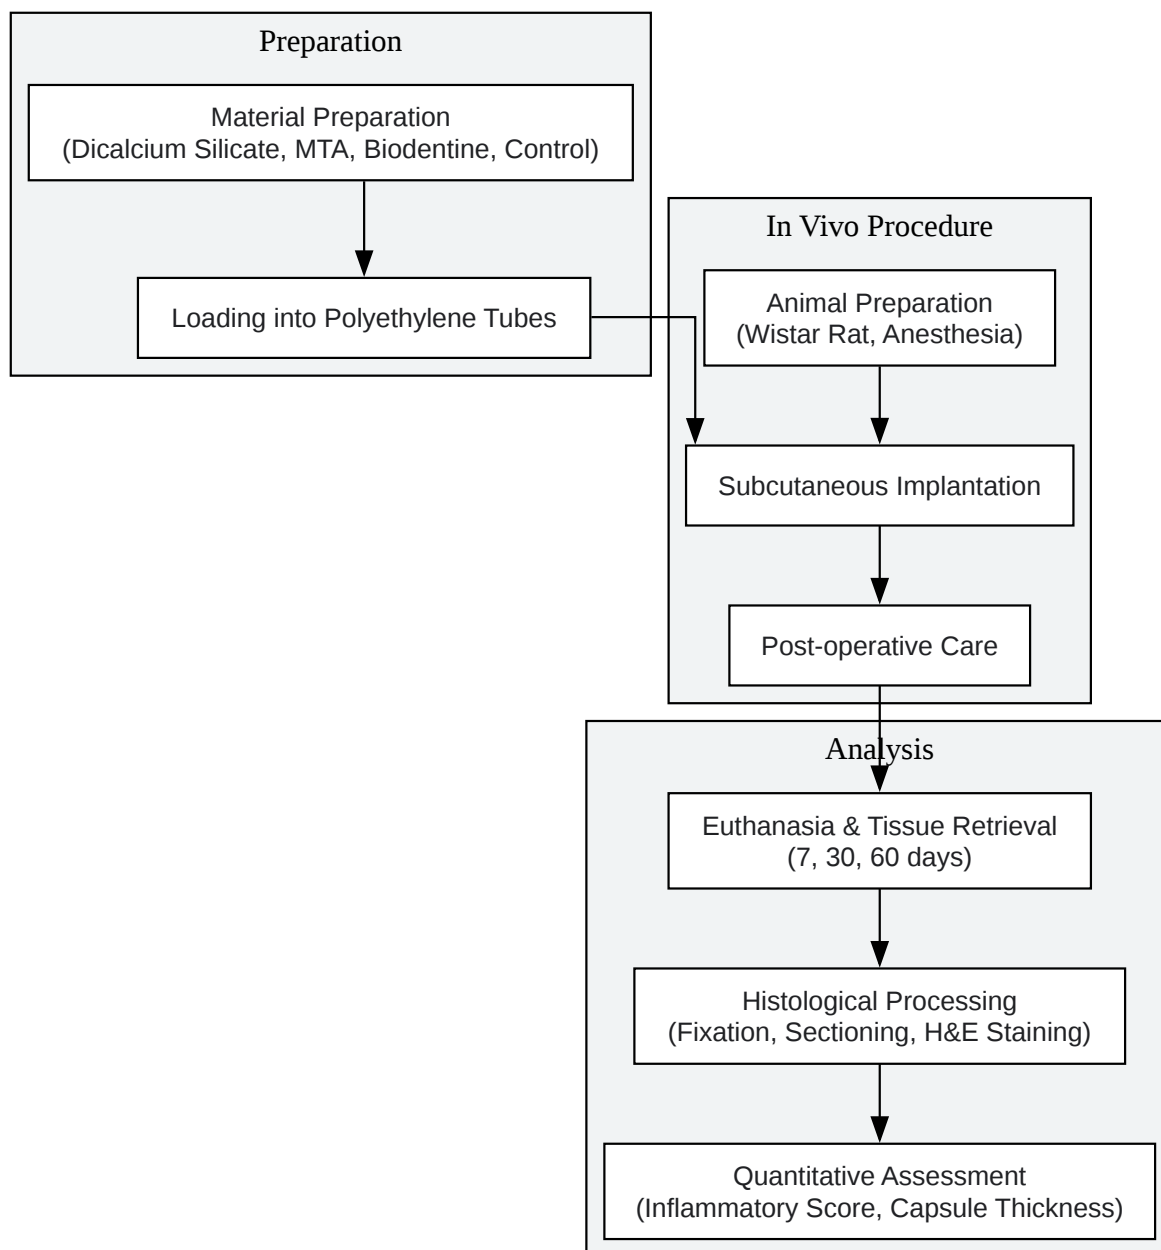 Preparation
Material Preparation
(Dicalcium Silicate, MTA, Biodentine, Control)
Loading into Polyethylene Tubes
In Vivo Procedure
Animal Preparation
(Wistar Rat, Anesthesia)
Subcutaneous Implantation
Post-operative Care
Analysis
Euthanasia & Tissue Retrieval
(7, 30, 60 days)
Histological Processing
(Fixation, Sectioning, H&E Staining)
Quantitative Assessment
(Inflammatory Score, Capsule Thickness)